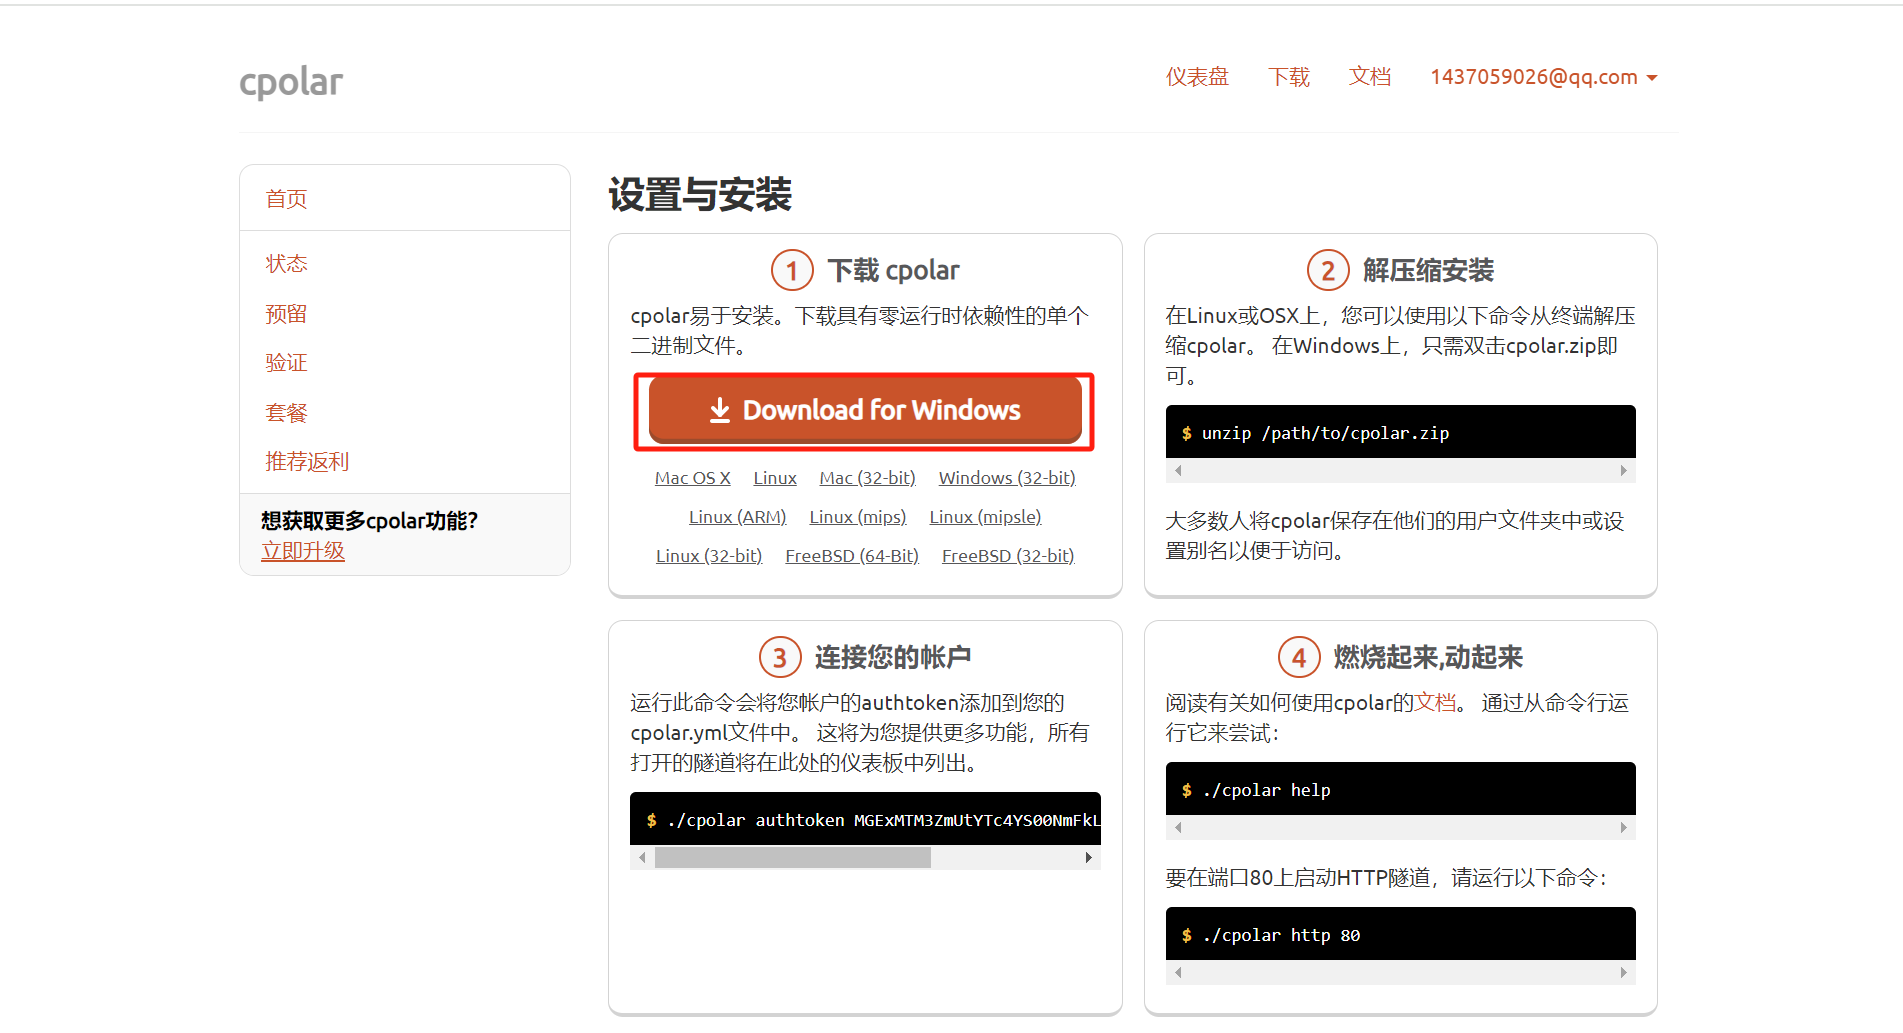 cpolar
仪表盘 下载 文档 1437059026@qq.com
首页
状态
预留
验证
套餐
推荐返利
想获取更多cpolar功能?
立即升级
设置与安装
1 下载 cpolar
cpolar易于安装。下载具有零运行时依赖性的单个
二进制文件。
Download for Windows
Mac OS X Linux Mac (32-bit) Windows (32-bit)
Linux (ARM) Linux (mips) Linux (mipsle)
Linux (32-bit) FreeBSD (64-Bit) FreeBSD (32-bit)
2 解压缩安装
在Linux或OSX上，您可以使用以下命令从终端解压
缩cpolar。 在Windows上，只需双击cpolar.zip即
可。
$ unzip /path/to/cpolar.zip
大多数人将cpolar保存在他们的用户文件夹中或设
置别名以便于访问。
3 连接您的帐户
运行此命令会将您帐户的authtoken添加到您的
cpolar.yml文件中。 这将为您提供更多功能，所有
打开的隧道将在此处的仪表板中列出。
$ ./cpolar authtoken MGExMTM3ZmUtYTc4YS00NmFkL
4 燃烧起来,动起来
阅读有关如何使用cpolar的文档。 通过从命令行运
行它来尝试：
$ ./cpolar help
要在端口80上启动HTTP隧道，请运行以下命令：
$ ./cpolar http 80